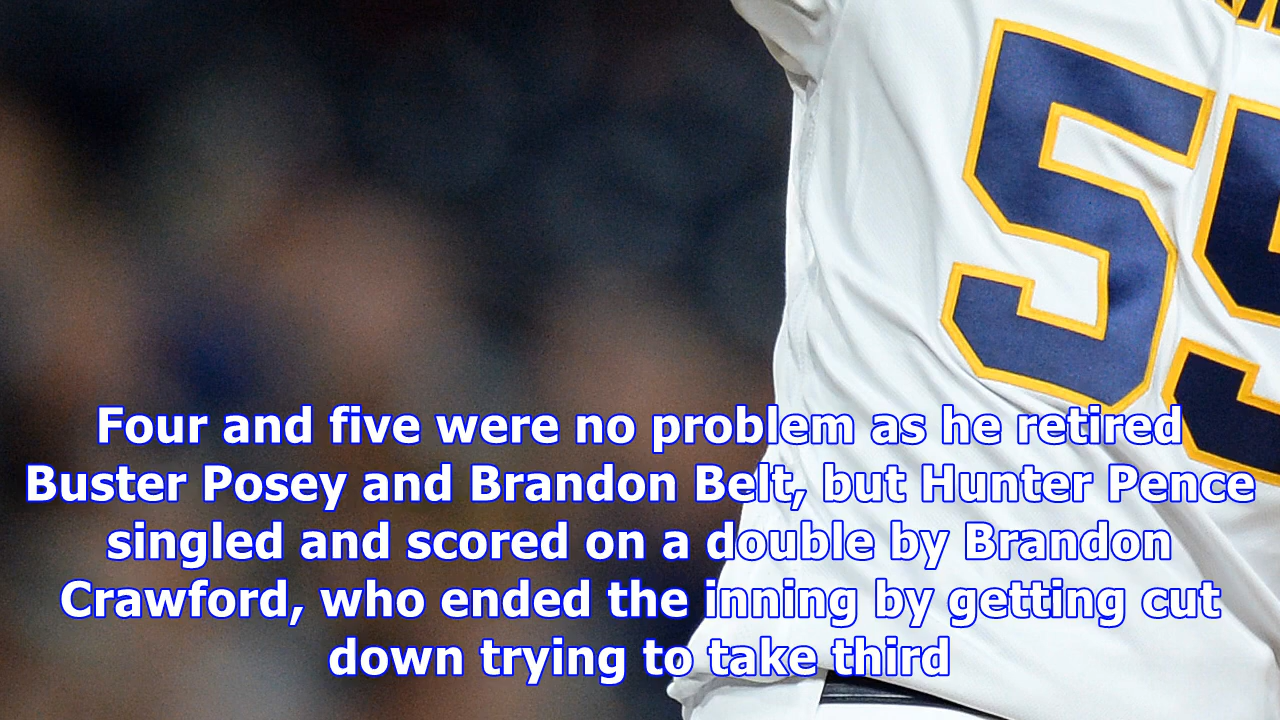 55
Four and five were no problem as he retired
Buster Posey and Brandon Belt, but Hunter Pence
singled and scored on a double by Brandon
Crawford, who ended the inning by getting cut
down trying to take third